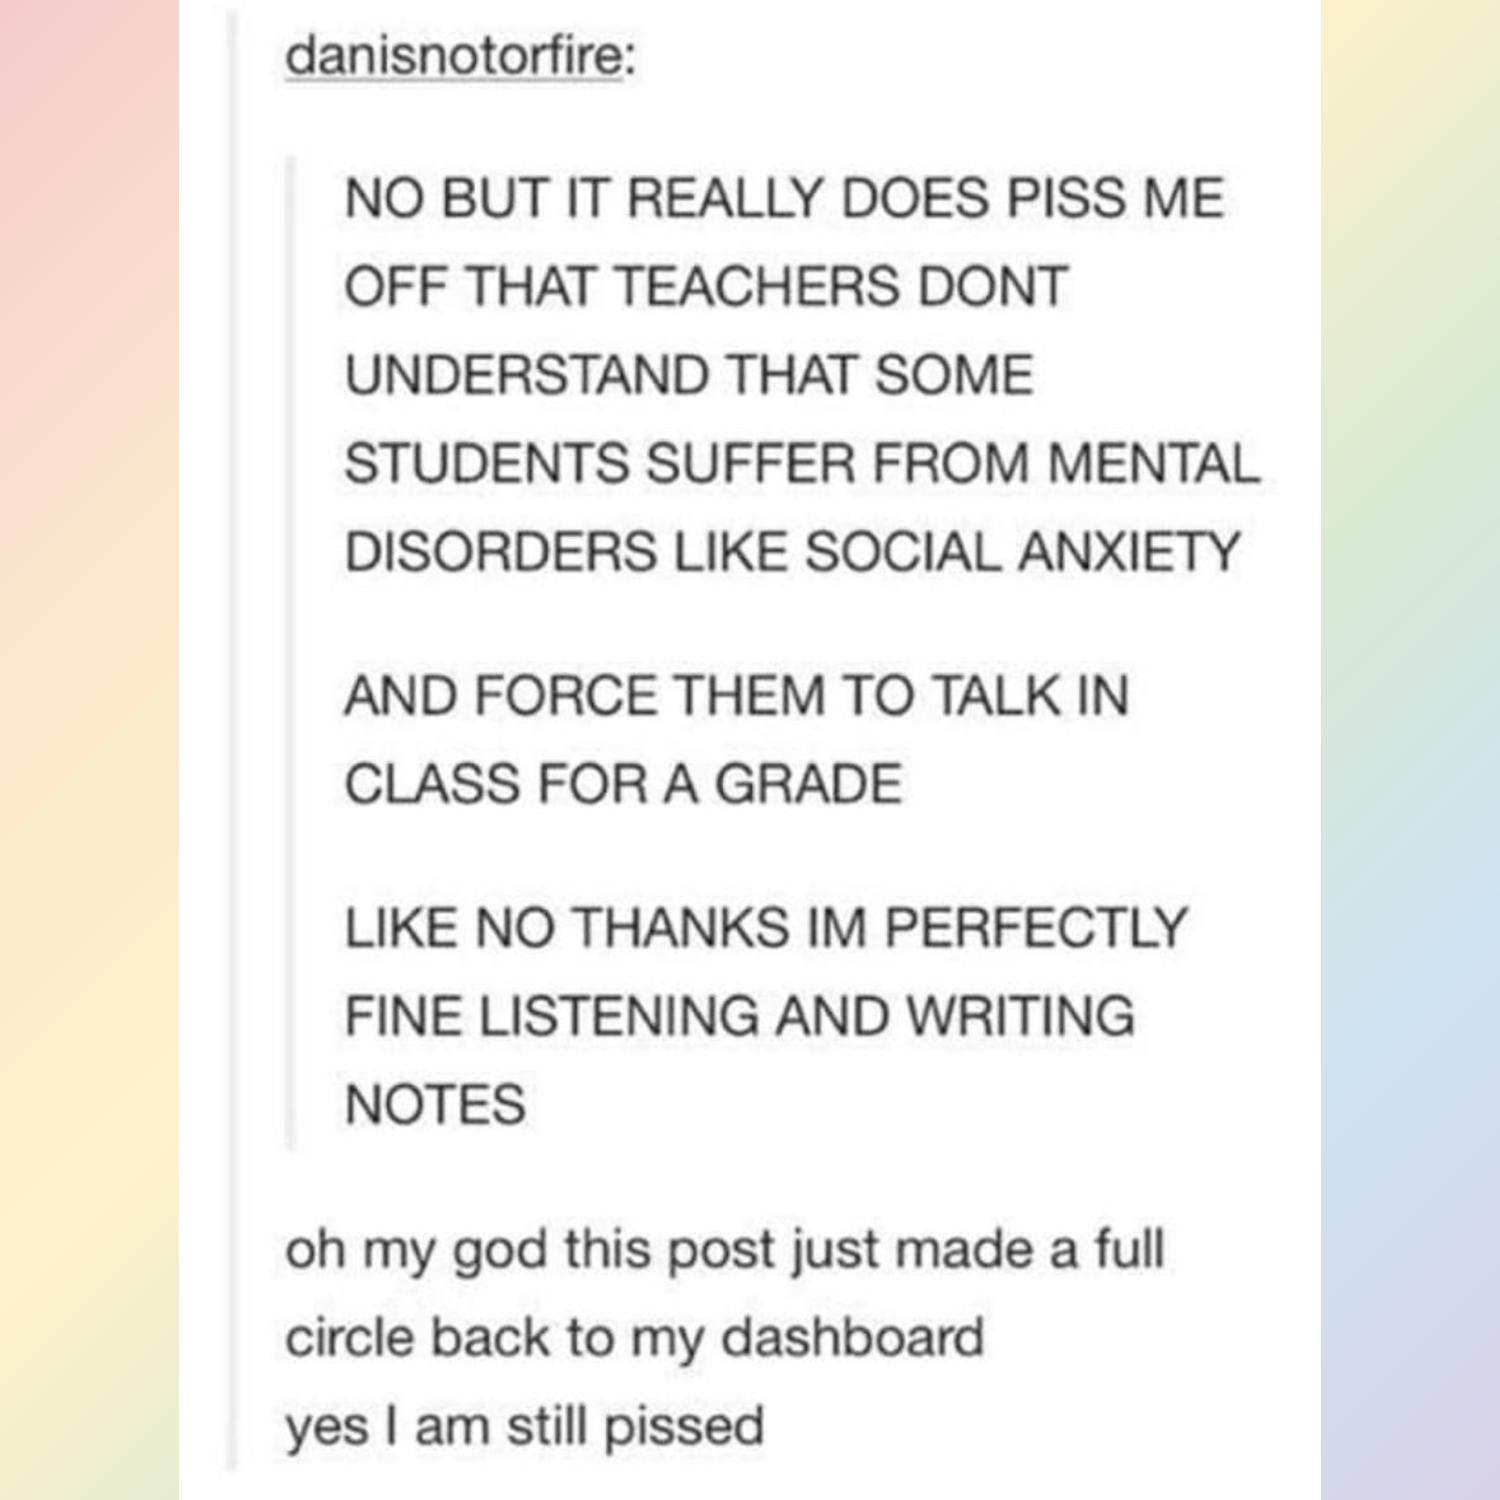 danisnotorfire:
NO BUT IT REALLY DOES PISS ME
OFF THAT TEACHERS DONT
UNDERSTAND THAT SOME
STUDENTS SUFFER FROM MENTAL
DISORDERS LIKE SOCIAL ANXIETY
AND FORCE THEM TO TALK IN
CLASS FOR A GRADE
LIKE NO THANKS IM PERFECTLY
FINE LISTENING AND WRITING
NOTES
oh my god this post just made a full
circle back to my dashboard
yes I am still pissed